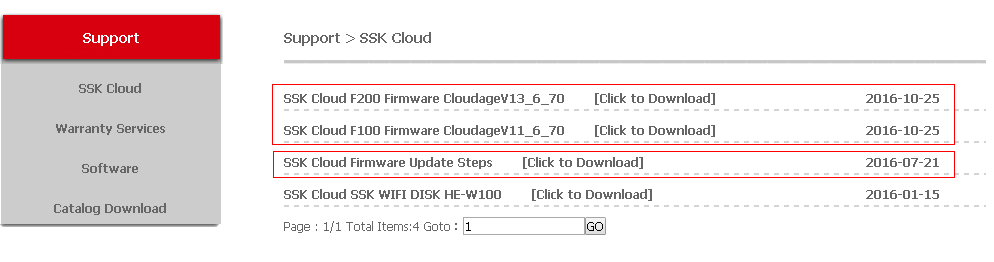 Support
SSK Cloud
Warranty Services
Software
Catalog Download
Support > SSK Cloud
SSK Cloud F200 Firmware CloudageV13_6_70 [Click to Download] 2016-10-25
SSK Cloud F100 Firmware CloudageV11_6_70 [Click to Download] 2016-10-25
SSK Cloud Firmware Update Steps [Click to Download] 2016-07-21
SSK Cloud SSK WIFI DISK HE-W100 [Click to Download] 2016-01-15
Page : 1/1 Total Items:4 Goto： 1 GO